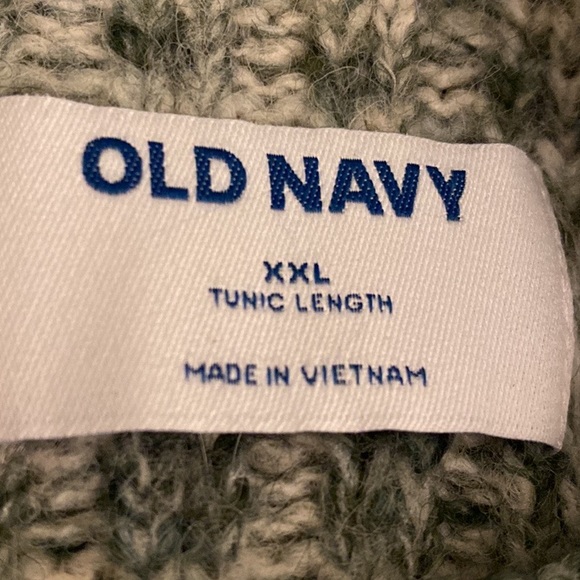 OLD NAVY
XXL
TUNIC LENGTH
MADE IN VIETNAM